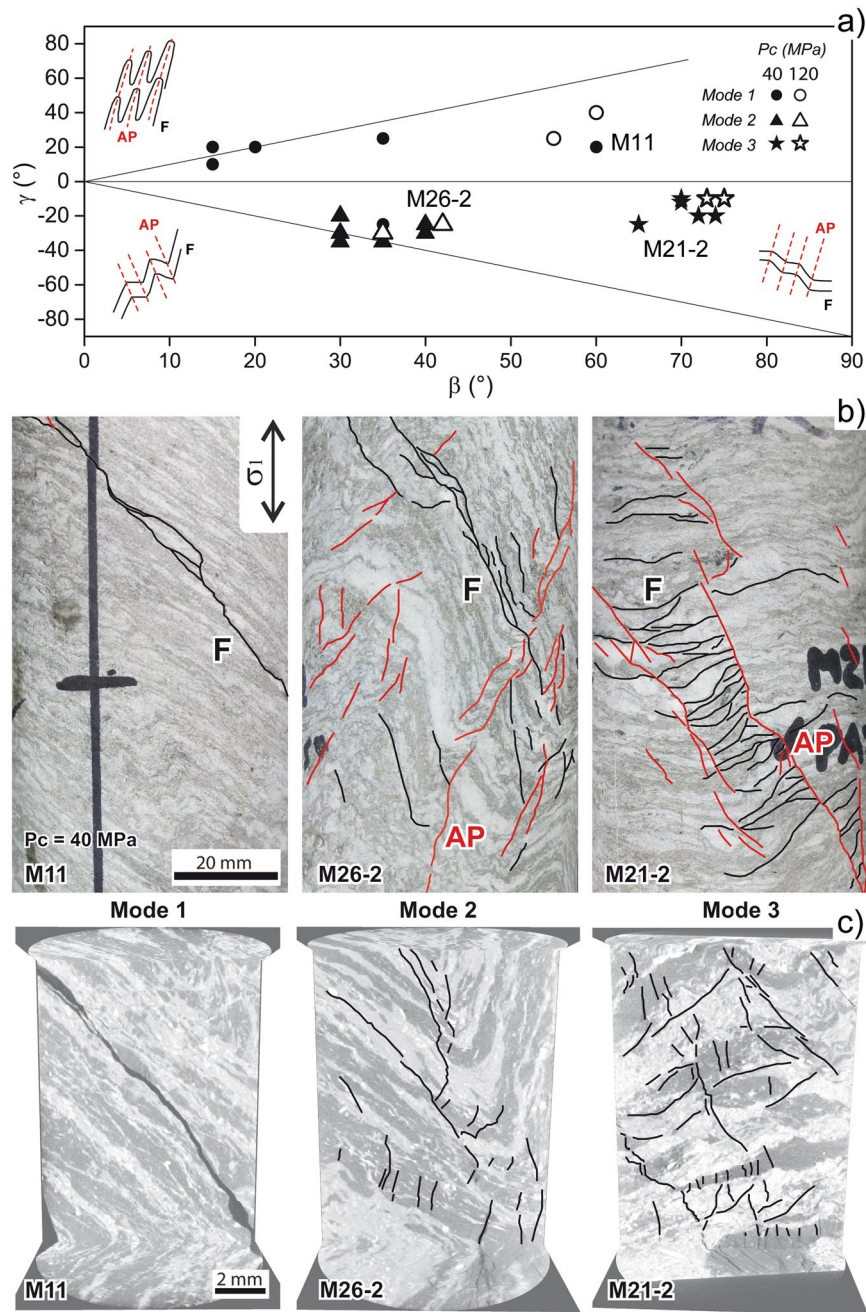 a)
Pc (MPa)
40 120
Mode 1
Mode 2
Mode 3
80
60
40
20
0
-20
-40
-60
-80
γ (°)
AP
F
M11
M26-2
AP
F
M21-2
AP
F
0 10 20 30 40 50 60 70 80 90
β (°)
b)
σ1
F
F
F
AP
AP
Pc = 40 MPa
20 mm
M11
M26-2
M21-2
Mode 1
Mode 2
Mode 3
c)
M11
2 mm
M26-2
M21-2